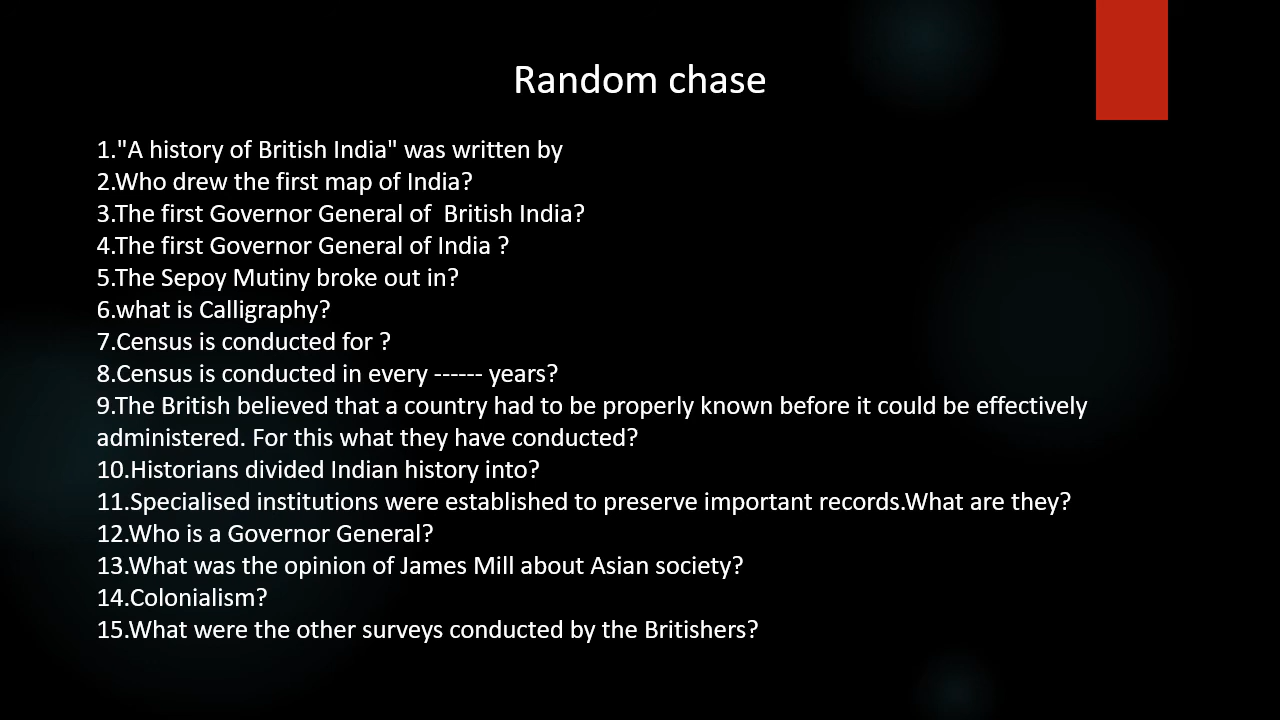 Random chase
1."A history of British India" was written by
2.Who drew the first map of India?
3.The first Governor General of  British India?
4.The first Governor General of India ?
5.The Sepoy Mutiny broke out in?
6.what is Calligraphy?
7.Census is conducted for ?
8.Census is conducted in every ------ years?
9.The British believed that a country had to be properly known before it could be effectively
administered. For this what they have conducted?
10.Historians divided Indian history into?
11.Specialised institutions were established to preserve important records.What are they?
12.Who is a Governor General?
13.What was the opinion of James Mill about Asian society?
14.Colonialism?
15.What were the other surveys conducted by the Britishers?